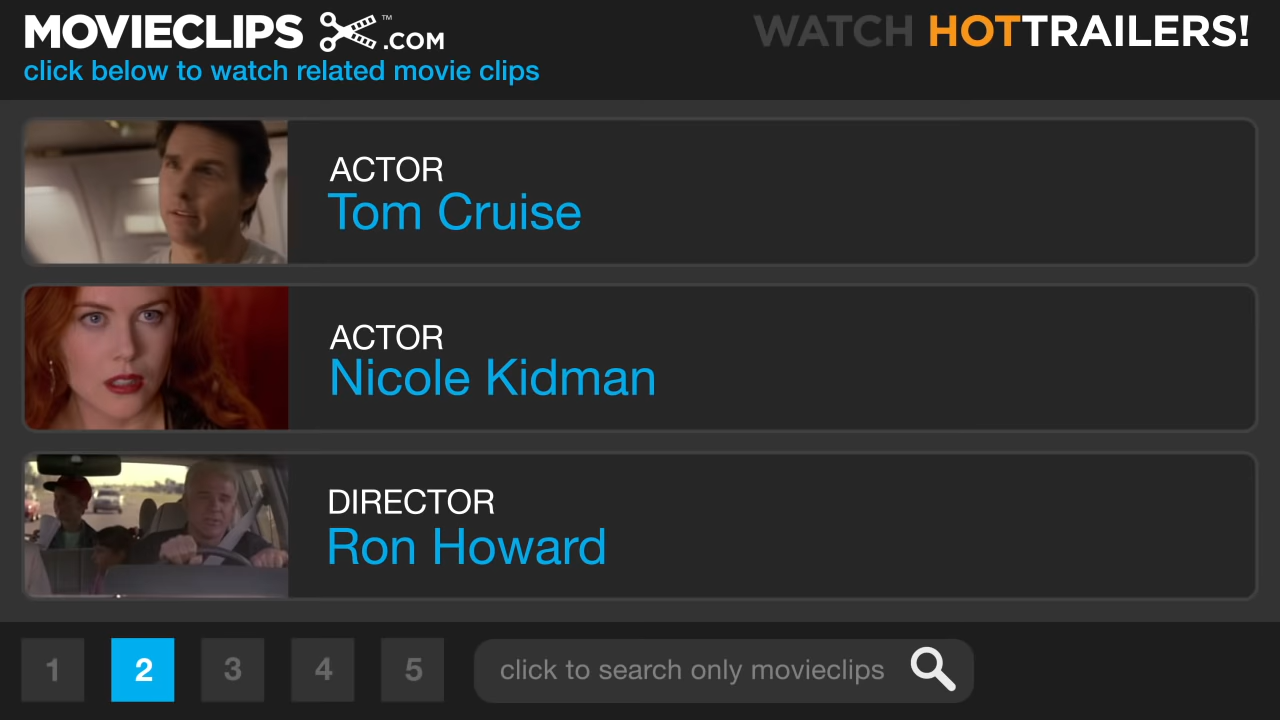 MOVIECLIPS ™ .COM
WATCH HOTTRAILERS!
click below to watch related movie clips
ACTOR
Tom Cruise
ACTOR
Nicole Kidman
DIRECTOR
Ron Howard
1 2 3 4 5 click to search only movieclips